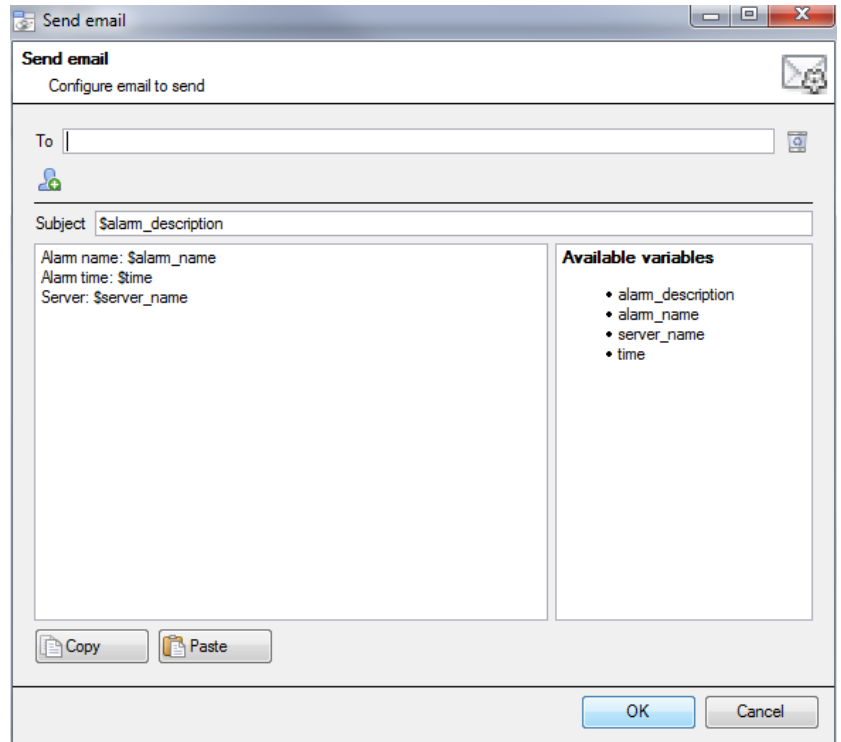 Send email
Send email
Configure email to send
To
Subject $alarm_description
Alarm name: $alarm_name
Alarm time: $time
Server: $server_name
Available variables
• alarm_description
• alarm_name
• server_name
• time
Copy Paste
OK Cancel